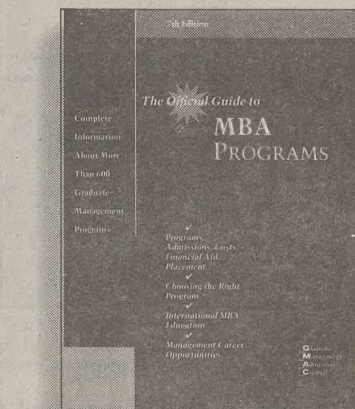 7th Edition
The Official Guide to
MBA
PROGRAMS
Complete
Information
About More
Than 600
Graduate
Management
Programs
✓
Programs,
Admissions, Costs,
Financial Aid,
Placement
✓
Choosing the Right
Program
✓
International MBA
Education
✓
Management Career
Opportunities
Graduate
Management
Admission
Council